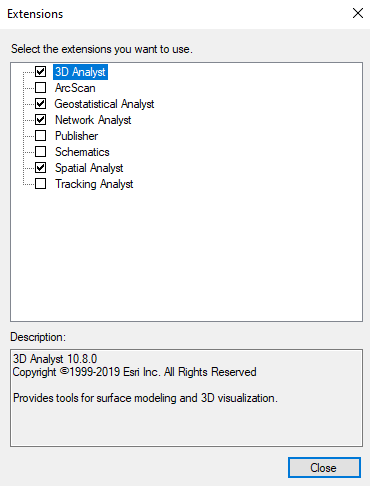 Extensions
Select the extensions you want to use.
3D Analyst
ArcScan
Geostatistical Analyst
Network Analyst
Publisher
Schematics
Spatial Analyst
Tracking Analyst
Description:
3D Analyst 10.8.0
Copyright ©1999-2019 Esri Inc. All Rights Reserved
Provides tools for surface modeling and 3D visualization.
Close